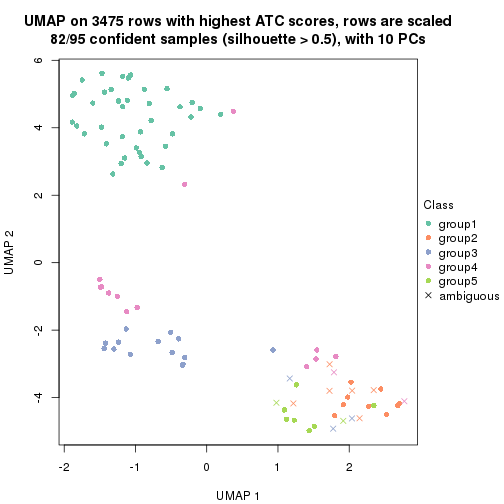 UMAP on 3475 rows with highest ATC scores, rows are scaled
82/95 confident samples (silhouette > 0.5), with 10 PCs
6
4
2
0
-2
-4
UMAP 2
-2
-1
0
1
2
UMAP 1
Class
group1
group2
group3
group4
group5
ambiguous